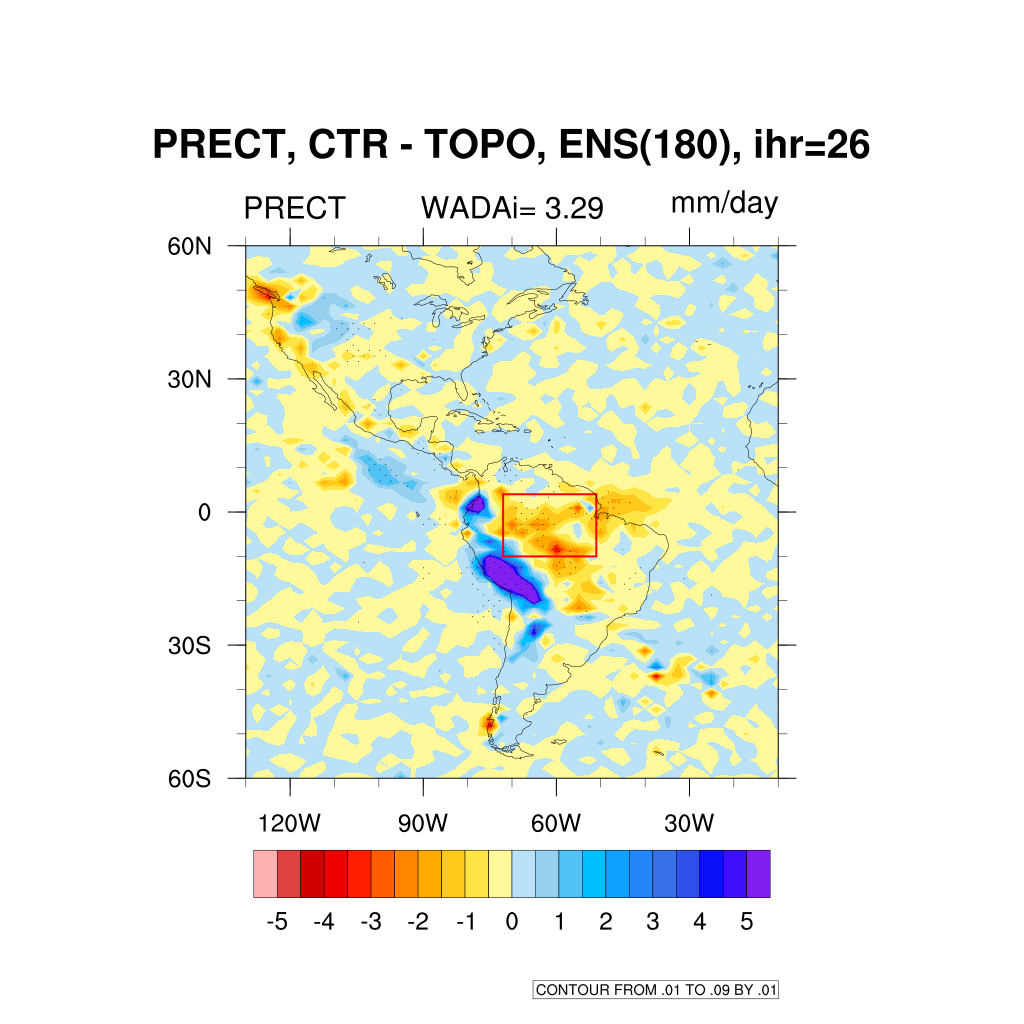 PRECT, CTR - TOPO, ENS(180), ihr=26
PRECT WADAi= 3.29 mm/day
60N
30N
0
30S
60S
120W 90W 60W 30W
-5 -4 -3 -2 -1 0 1 2 3 4 5
CONTOUR FROM .01 TO .09 BY .01